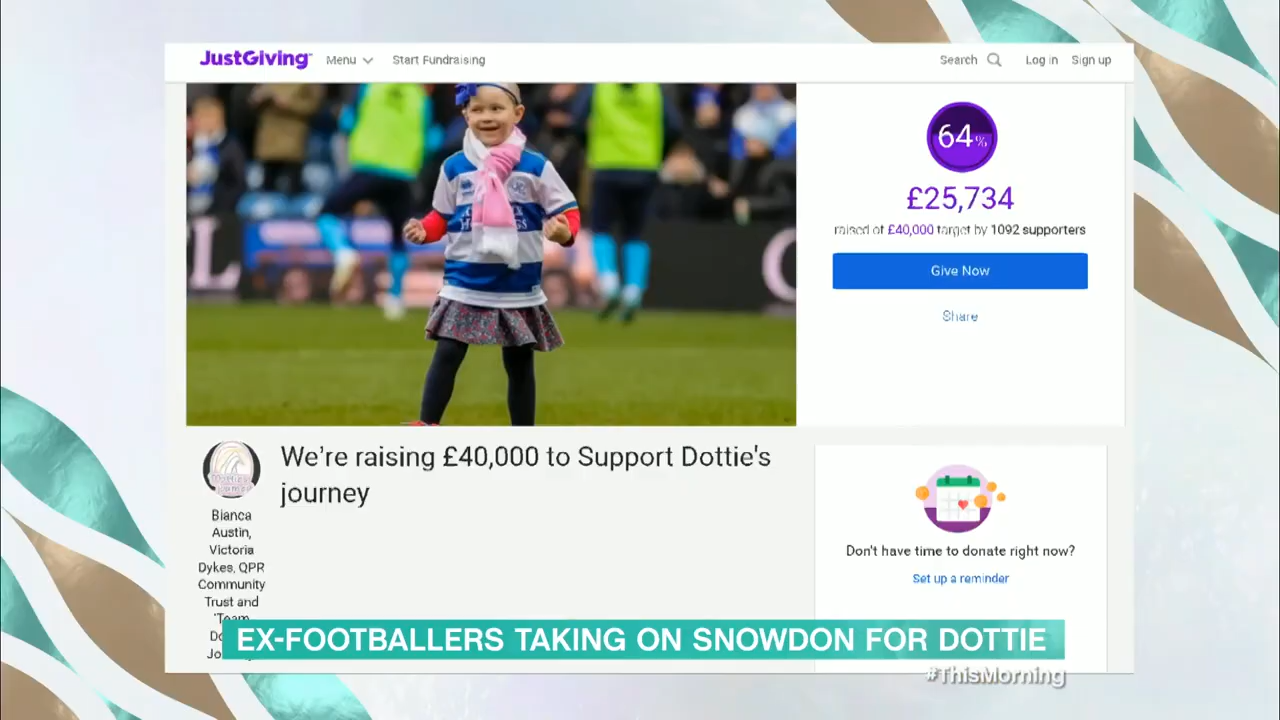 JustGiving
Menu
Start Fundraising
Search
Log in
Sign up
64%
£25,734
raised of £40,000 target by 1092 supporters
Give Now
Share
We're raising £40,000 to Support Dottie's
journey
Bianca
Austin,
Victoria
Dykes, QPR
Community
Trust and
'Team
Don't have time to donate right now?
Set up a reminder
EX-FOOTBALLERS TAKING ON SNOWDON FOR DOTTIE
#ThisMorning